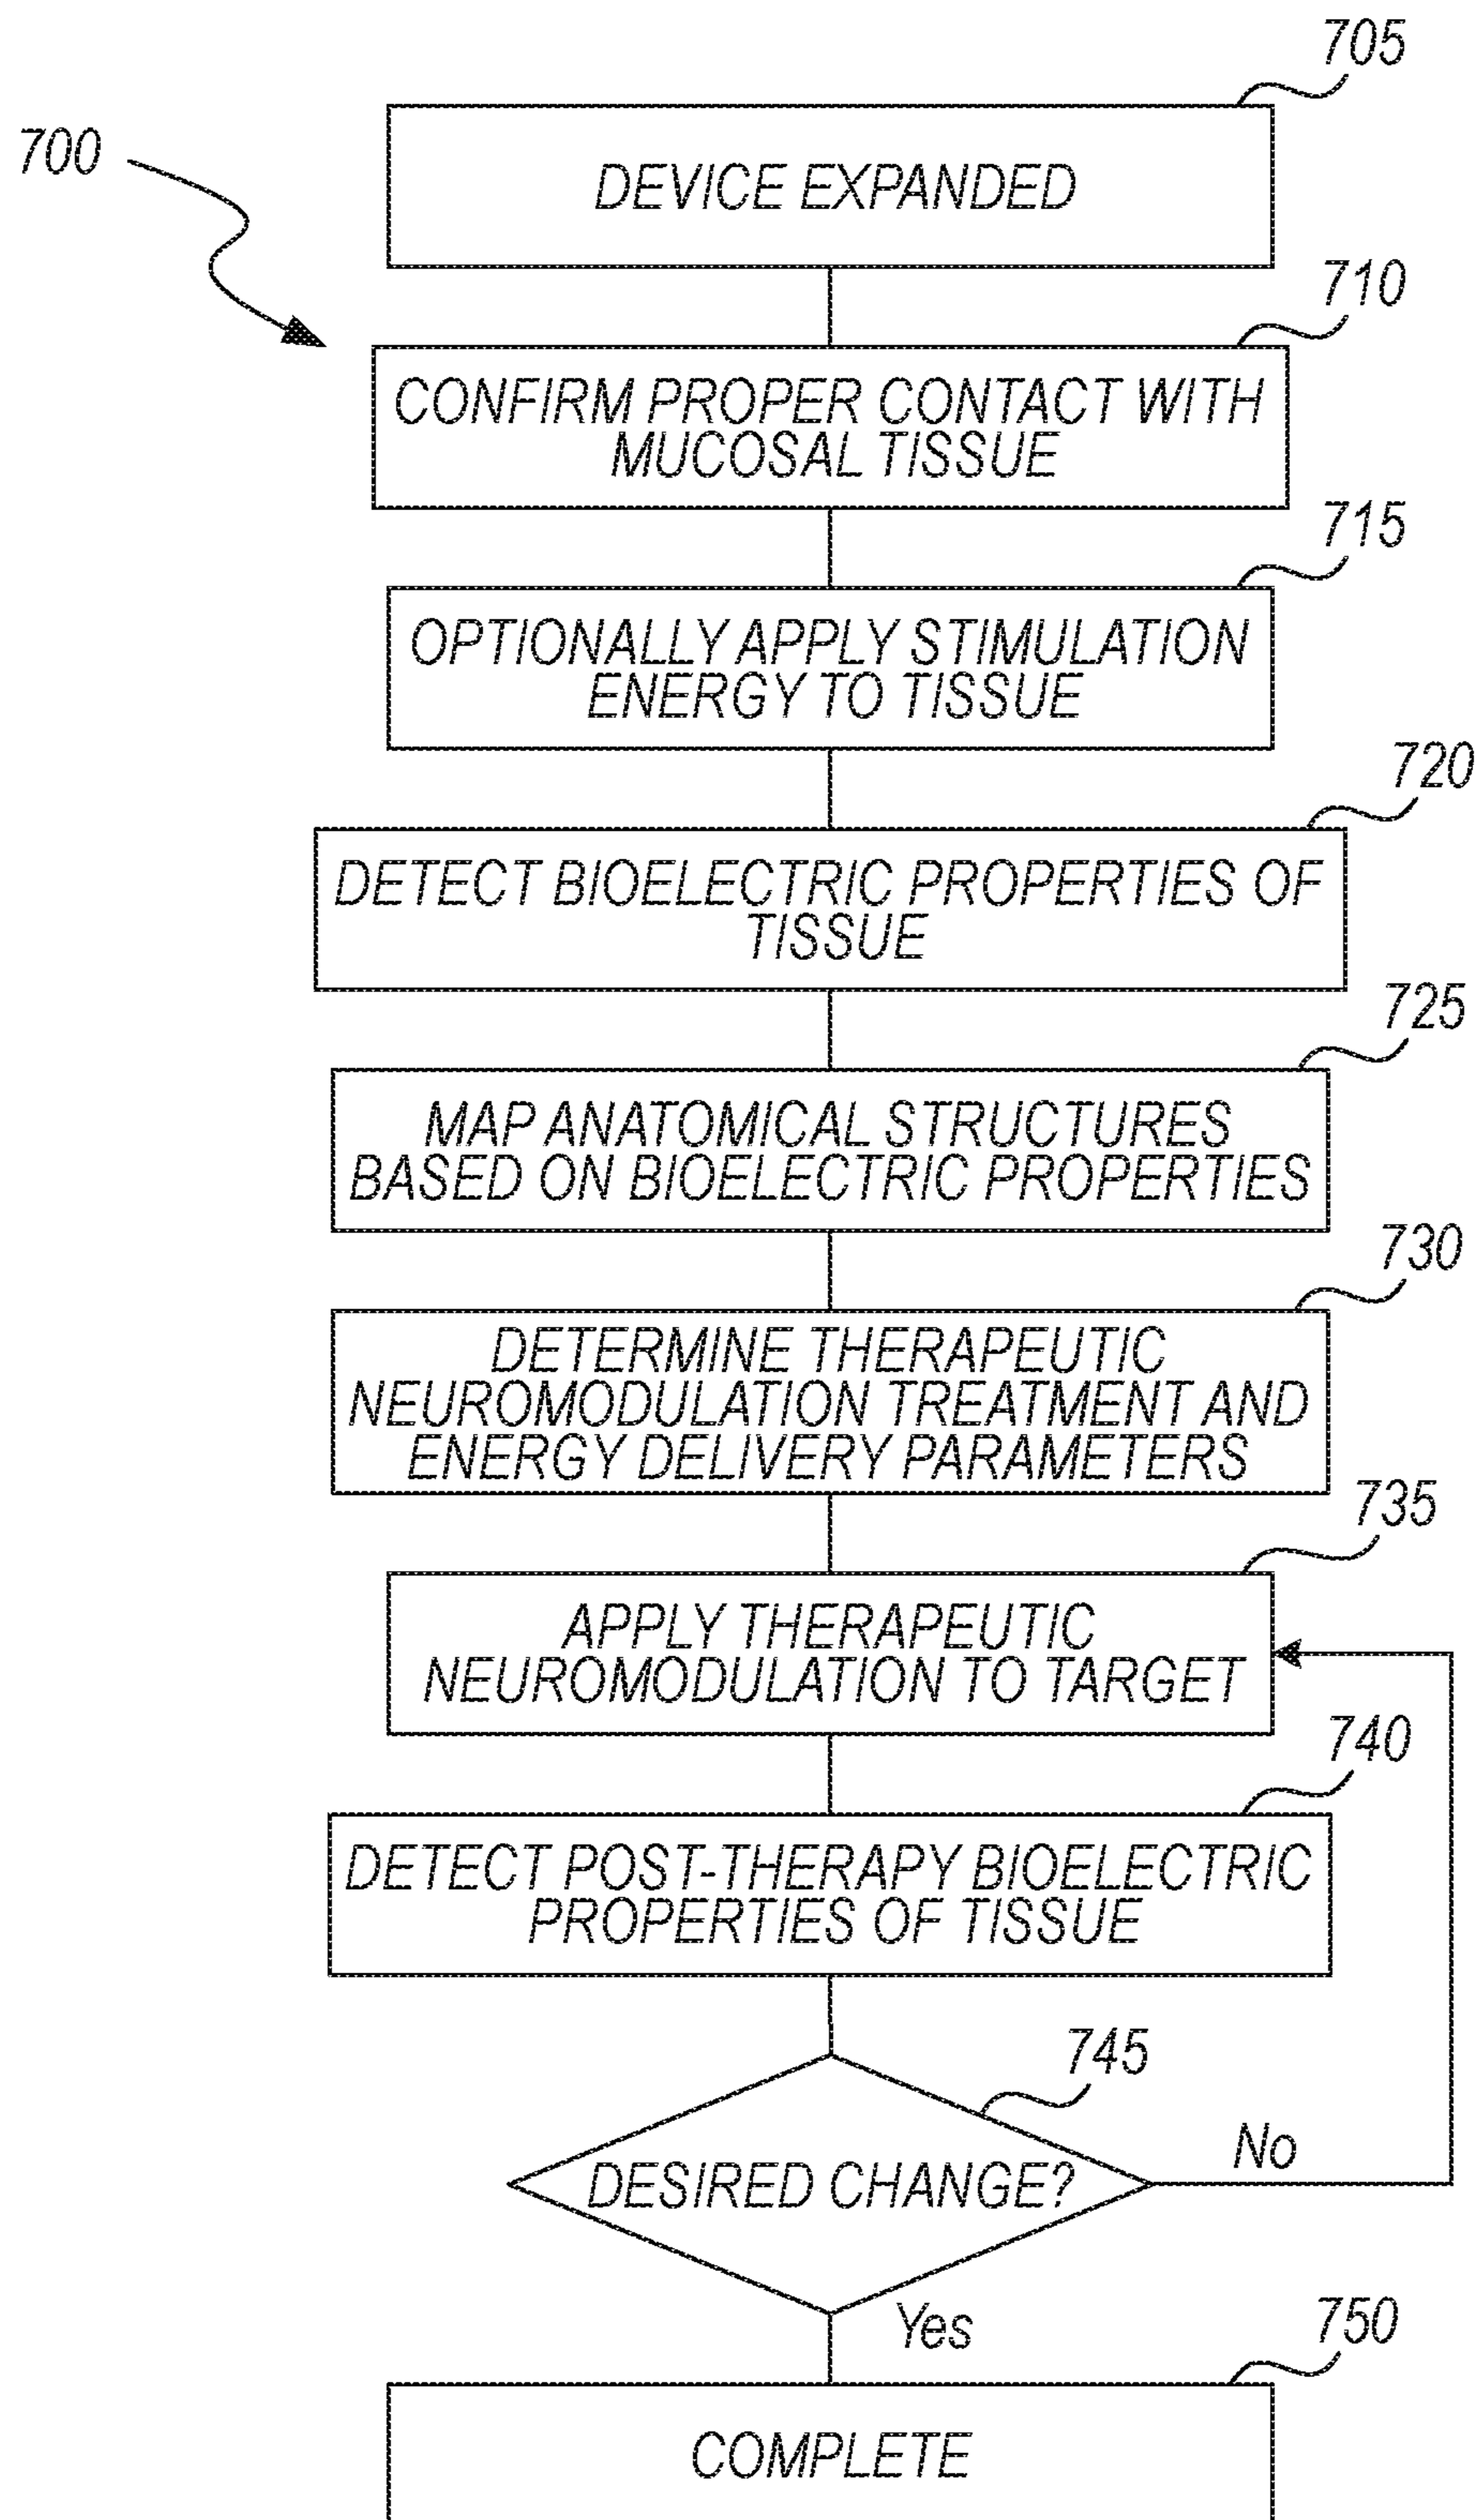 705
700
DEVICE EXPANDED
710
CONFIRM PROPER CONTACT WITH
MUCOSAL TISSUE
715
OPTIONALLY APPLY STIMULATION
ENERGY TO TISSUE
720
DETECT BIOELECTRIC PROPERTIES OF
TISSUE
725
MAP ANATOMICAL STRUCTURES
BASED ON BIOELECTRIC PROPERTIES
730
DETERMINE THERAPEUTIC
NEUROMODULATION TREATMENT AND
ENERGY DELIVERY PARAMETERS
735
APPLY THERAPEUTIC
NEUROMODULATION TO TARGET
740
DETECT POST-THERAPY BIOELECTRIC
PROPERTIES OF TISSUE
745
No
DESIRED CHANGE?
Yes
750
COMPLETE